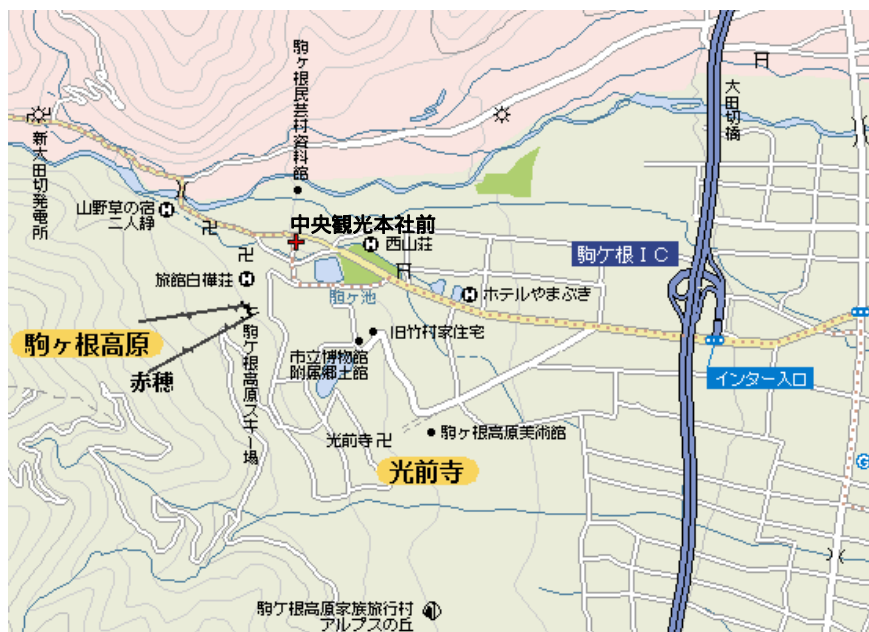 駒ヶ根民芸村資料館
大田切橋
新太田切発電所
山野草の宿
二人静
中央観光本社前
西山荘
駒ケ根IC
旅館白樺荘
駒ヶ池
ホテルやまぶき
駒ヶ根高原
旧竹村家住宅
市立博物館
附属郷土館
赤穂
インター入口
駒ケ根高原スキー場
光前寺
駒ヶ根高原美術館
光前寺
駒ケ根高原家族旅行村
アルプスの丘